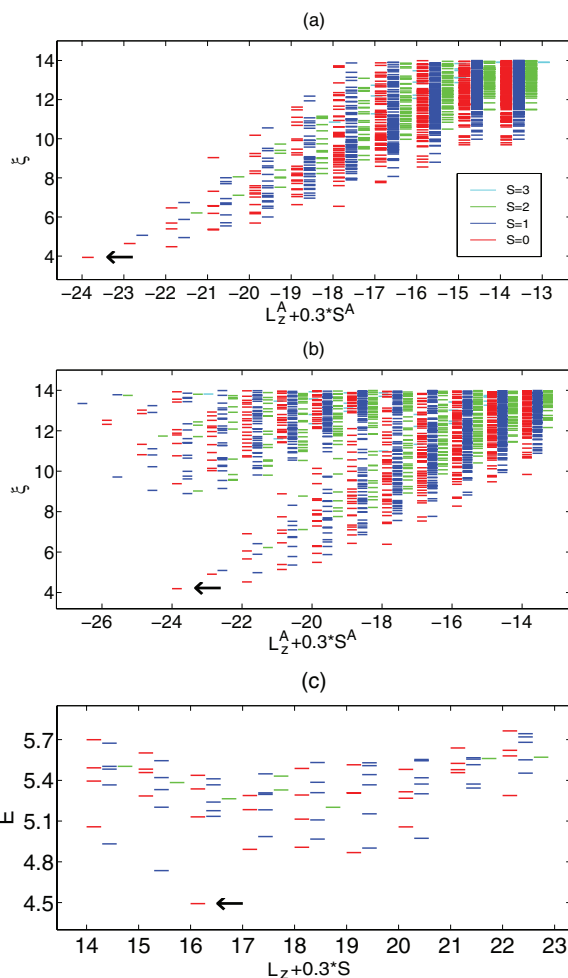 (a)
14
12
10
8
6
4
ξ
S=3
S=2
S=1
S=0
−24 −23 −22 −21 −20 −19 −18 −17 −16 −15 −14 −13
L_z^A+0.3*S^A
(b)
14
12
10
8
6
4
ξ
−26 −24 −22 −20 −18 −16 −14
L_z^A+0.3*S^A
(c)
5.7
5.4
5.1
4.8
4.5
E
14 15 16 17 18 19 20 21 22 23
L_z+0.3*S